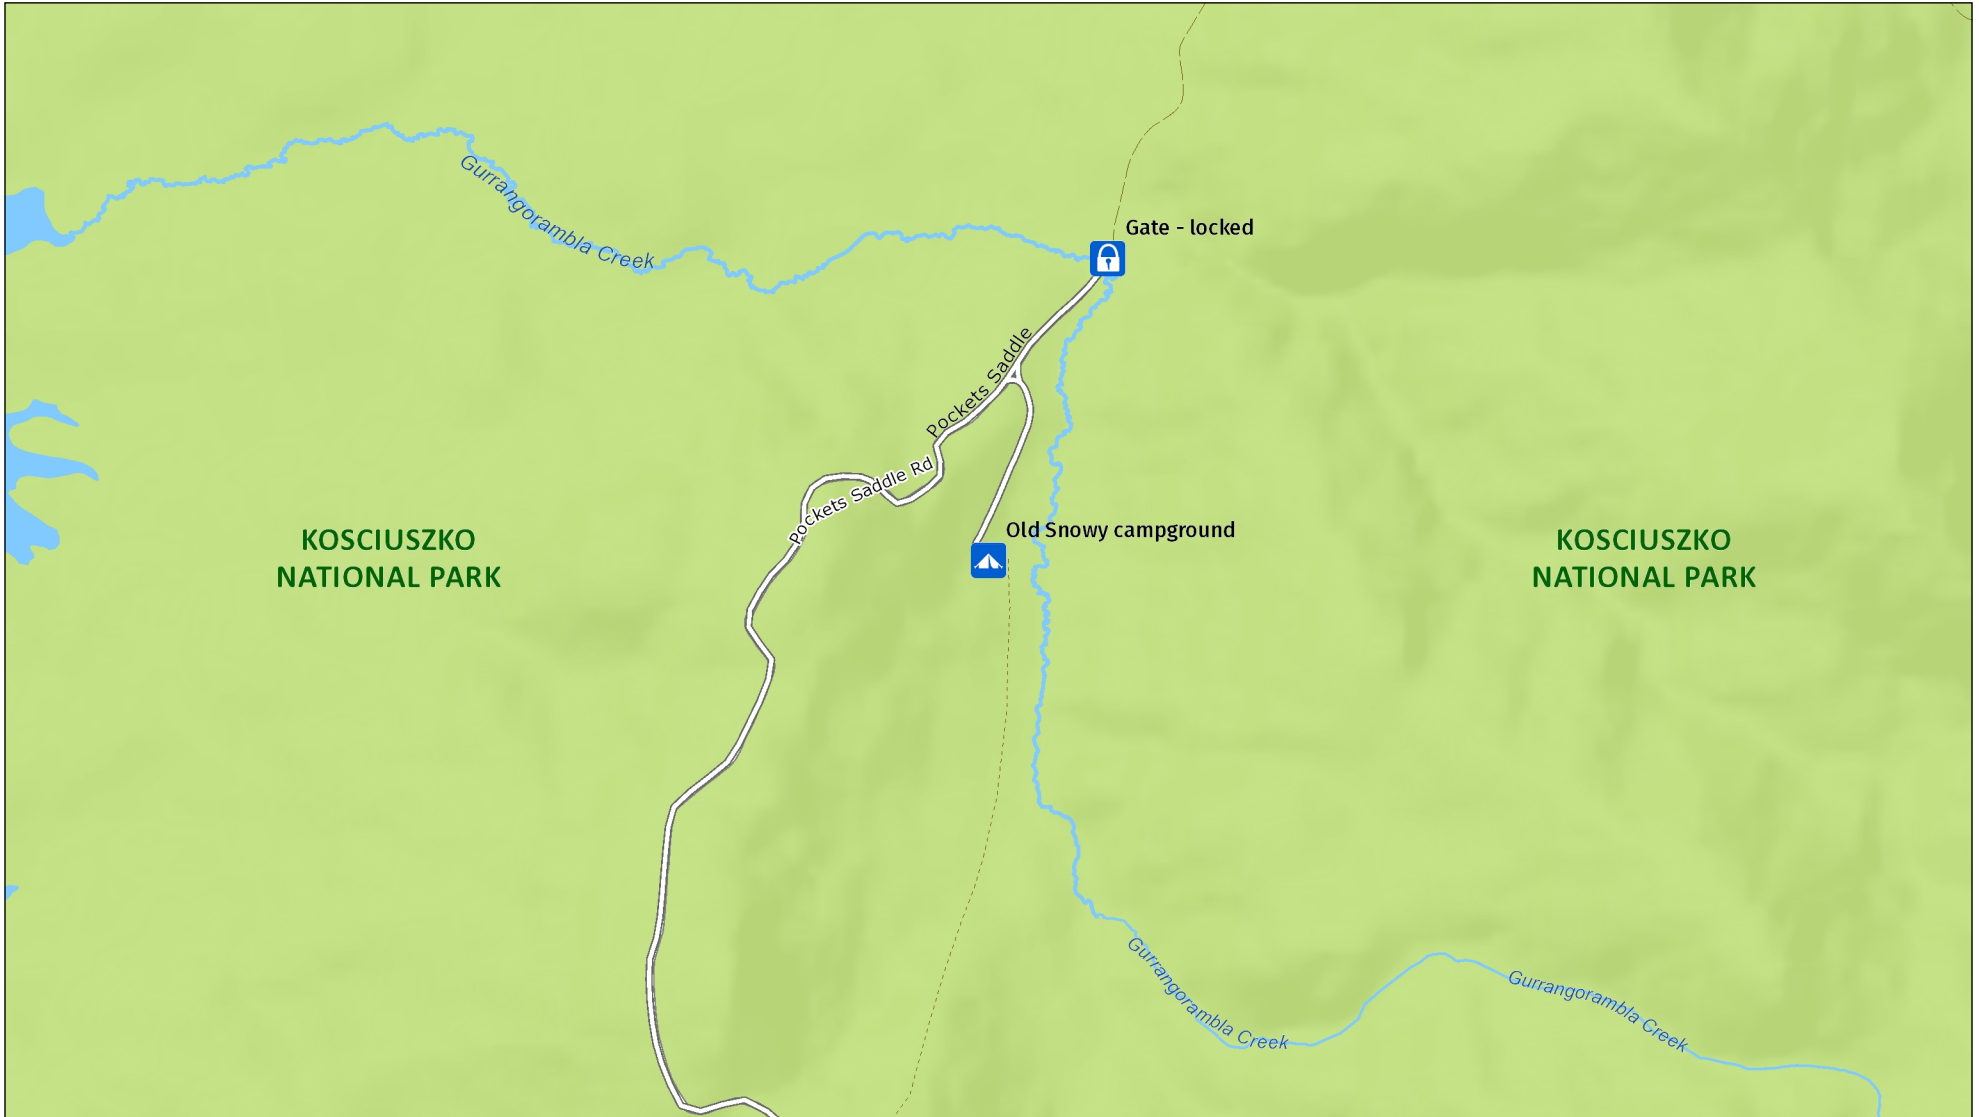 Gurrangorambla Creek
Gate - locked
Pockets Saddle
Pockets Saddle Rd
Old Snowy campground
KOSCIUSZKO
NATIONAL PARK
KOSCIUSZKO
NATIONAL PARK
Gurrangorambla Creek
Gurrangorambla Creek